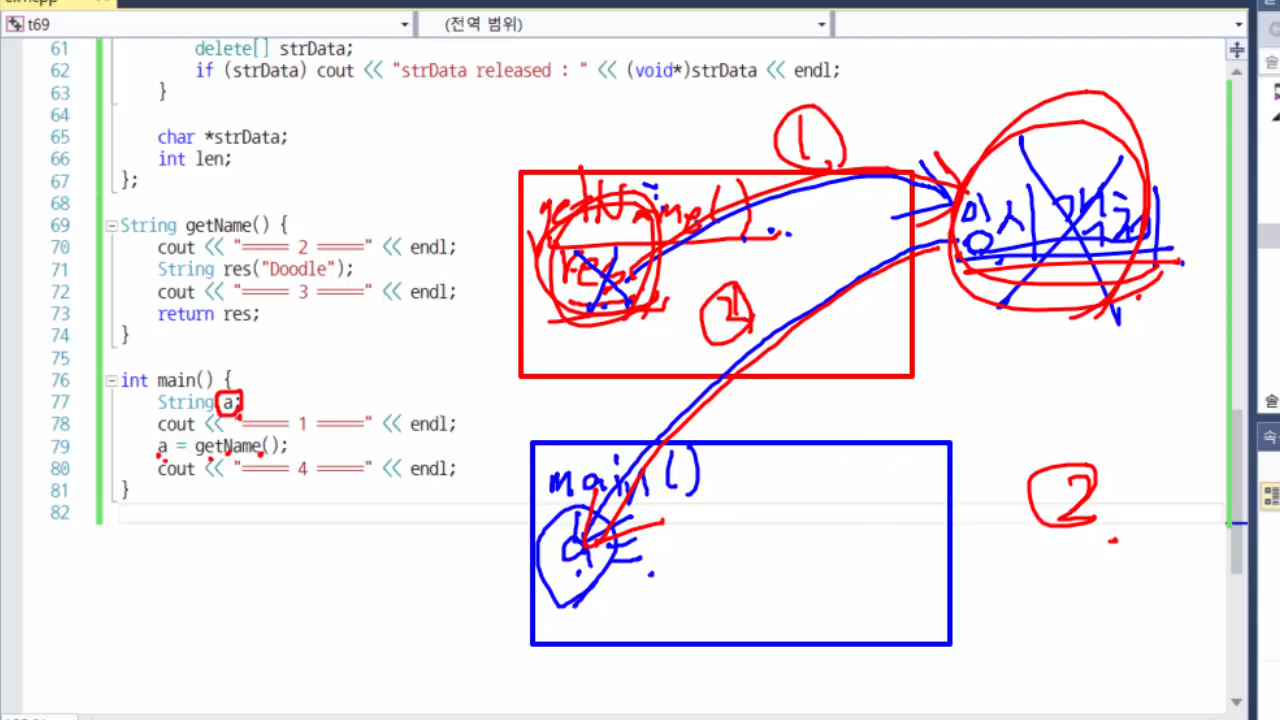 t69 (전역 범위)
61 delete[] strData;
62 if (strData) cout << "strData released : " << (void*)strData << endl;
63 }
64
65 char *strData;
66 int len;
67 };
68
69 String getName() {
70 cout << "===== 2 =====" << endl;
71 String res("Doodle");
72 cout << "===== 3 =====" << endl;
73 return res;
74 }
75
76 int main() {
77 String a;
78 cout << "===== 1 =====" << endl;
79 a = getName();
80 cout << "===== 4 =====" << endl;
81 }
82
①
getName()
res
임시 객체
②
main()
a
②